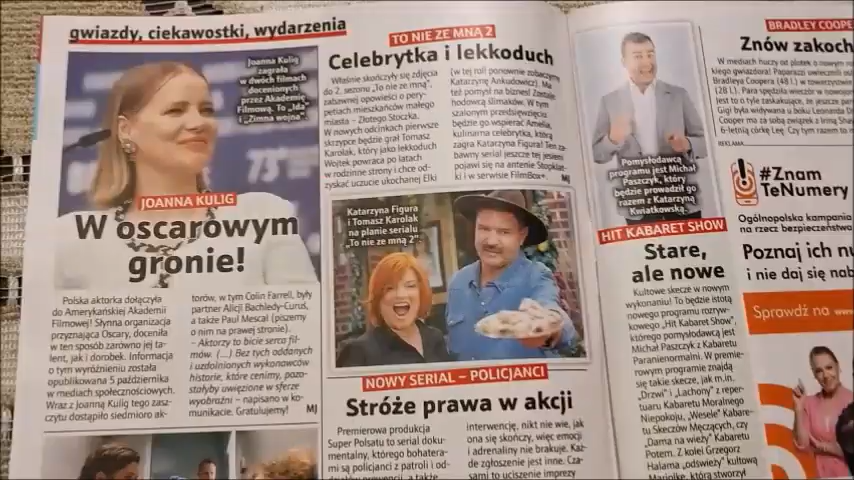 gwiazdy, ciekawostki, wydarzenia
Joanna Kulig
zagrała
w dwóch filmach
docenionych
przez Akademię
Filmową. To „Ida"
i „Zimna wojna"
JOANNA KULIG
W oscarowym
gronie!
Polska aktorka dołączyła
do Amerykańskiej Akademii
Filmowej! Słynna organizacja
przyznająca Oscary, doceniła
w ten sposób zarówno jej ta-
lent, jak i dorobek. Informacja
o tym wyróżnieniu została
opublikowana 5 października
w mediach społecznościowych.
Wraz z Joanną Kulig tego zasz-
czytu dostąpiło siedmioro ak-
torów, w tym Colin Farrell, były
partner Alicji Bachledy-Curuś,
a także Paul Mescal (piszemy
o nim na prawej stronie).
– Aktorzy to bicie serca fil-
mów. (...) Bez tych oddanych
i uzdolnionych wykonawców
historie, które cenimy, pozo-
stałyby uwięzione w sferze
wyobraźni – napisano w ko-
munikacie. Gratulujemy! MJ
TO NIE ZE MNĄ 2
Celebrytka i lekkoduch
Właśnie skończyły się zdjęcia
do 2. sezonu „To nie ze mną",
zabawnej opowieści o pery-
petiach mieszkańców małego
miasta – Złotego Stoczka.
W nowych odcinkach pierwsze
skrzypce będzie grał Tomasz
Karolak, który jako lekkoduch
Wojtek powraca po latach
w rodzinne strony i chce od-
zyskać uczucie ukochanej Elki
(w tej roli ponownie zobaczymy
Katarzynę Ankudowicz). Ma
też pomysł na biznes! Zostanie
hodowcą ślimaków. W tym
szalonym przedsięwzięciu
będzie go wspierać Amelia,
kulinarna celebrytka, którą
zagra Katarzyna Figura! Ten za-
bawny serial jeszcze tej jesieni
pojawi się na antenie Stopklatki
i w serwisie FilmBox+. MJ
Katarzyna Figura
i Tomasz Karolak
na planie serialu
„To nie ze mną 2"
NOWY SERIAL – POLICJANCI
Stróże prawa w akcji
Premierowa produkcja
Super Polsatu to serial doku-
mentalny, którego bohatera-
mi są policjanci z patroli i od-
interwencję, nikt nie wie, jak
ona się skończy, więc emocji
i adrenaliny nie brakuje. Każ-
de zgłoszenie jest inne. Cza-
sami to uciszenie imprezy
Pomysłodawcą
programu jest Michał
Paszczyk, który
będzie prowadził go
razem z Katarzyną
Kwiatkowską.
HIT KABARET SHOW
Stare,
ale nowe
Kultowe skecze w nowym
wykonaniu! To będzie istotą
nowego programu rozryw-
kowego „Hit Kabaret Show",
którego pomysłodawcą jest
Michał Paszczyk z Kabaretu
Paranienormalni. W premie-
rowym programie znajdą
się takie skecze, jak m.in.
„Drzwi" i „Lachony" z reper-
tuaru Kabaretu Moralnego
Niepokoju, „Wesele" Kabare-
tu Skeczów Męczących, czy
„Dama na wieży" Kabaretu
Potem. Z kolei Grzegorz
Halama „odświeży" kultową
BRADLEY COOPE
Znów zakoch
W mediach huczy od plotek o nowym
kiego gwiazdora! Paparazzi uwiecznili os
Bradleya Coopera (48 l.)
(28 l.). Para spędziła wieczór w
To o tyle zaskakujące, że jeszcze
Gigi była widywana u boku Leonarda Di
Cooper ma za sobą związek z Iriną Sha
6-letnią córkę Leę. Czy tym razem to
REKLAMA
#Znam
TeNumery
Ogólnopolska kampania
na rzecz bezpieczeństwa
Poznaj ich nu
i nie daj się nab
Sprawdź na www